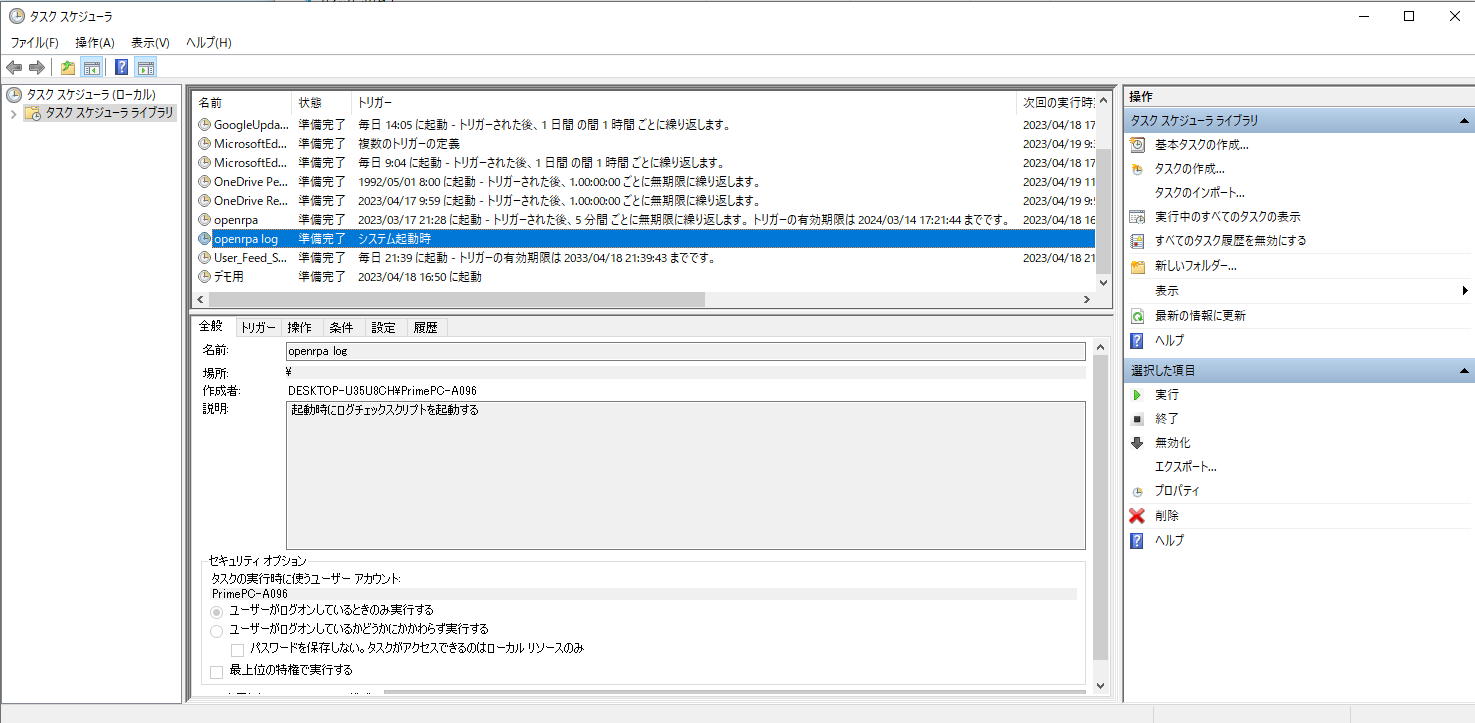 タスク スケジューラ
ファイル(F) 操作(A) 表示(V) ヘルプ(H)
タスク スケジューラ (ローカル)
タスク スケジューラ ライブラリ
名前 状態 トリガー 次回の実行時
GoogleUpda... 準備完了 毎日 14:05 に起動 - トリガーされた後、1 日間 の間 1 時間 ごとに繰り返します。 2023/04/18 17
MicrosoftEd... 準備完了 複数のトリガーの定義 2023/04/19 9:
MicrosoftEd... 準備完了 毎日 9:04 に起動 - トリガーされた後、1 日間 の間 1 時間 ごとに繰り返します。 2023/04/18 17
OneDrive Pe... 準備完了 1992/05/01 8:00 に起動 - トリガーされた後、1.00:00:00 ごとに無期限に繰り返します。 2023/04/19 11
OneDrive Re... 準備完了 2023/04/17 9:59 に起動 - トリガーされた後、1.00:00:00 ごとに無期限に繰り返します。 2023/04/19 9:
openrpa 準備完了 2023/03/17 21:28 に起動 - トリガーされた後、5 分間 ごとに無期限に繰り返します。トリガーの有効期限は 2024/03/14 17:21:44 までです。 2023/04/18 16
openrpa log 準備完了 システム起動時
User_Feed_S... 準備完了 毎日 21:39 に起動 - トリガーの有効期限は 2033/04/18 21:39:43 までです。 2023/04/18 21
デモ用 準備完了 2023/04/18 16:50 に起動
全般 トリガー 操作 条件 設定 履歴
名前: openrpa log
場所: ¥
作成者: DESKTOP-U35U8CH¥PrimePC-A096
説明: 起動時にログチェックスクリプトを起動する
セキュリティ オプション
タスクの実行時に使うユーザー アカウント:
PrimePC-A096
ユーザーがログオンしているときのみ実行する
ユーザーがログオンしているかどうかにかかわらず実行する
パスワードを保存しない。タスクがアクセスできるのはローカル リソースのみ
最上位の特権で実行する
操作
タスク スケジューラ ライブラリ
基本タスクの作成...
タスクの作成...
タスクのインポート...
実行中のすべてのタスクの表示
すべてのタスク履歴を無効にする
新しいフォルダー...
表示
最新の情報に更新
ヘルプ
選択した項目
実行
終了
無効化
エクスポート...
プロパティ
削除
ヘルプ